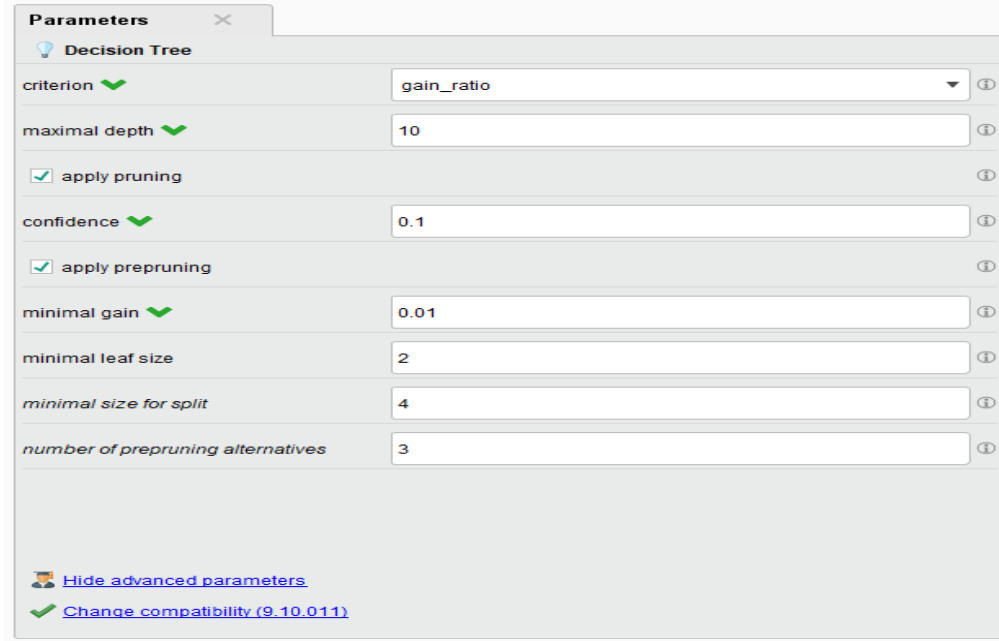 Parameters
Decision Tree
criterion gain_ratio
maximal depth 10
apply pruning
confidence 0.1
apply prepruning
minimal gain 0.01
minimal leaf size 2
minimal size for split 4
number of prepruning alternatives 3
Hide advanced parameters
Change compatibility (9.10.011)